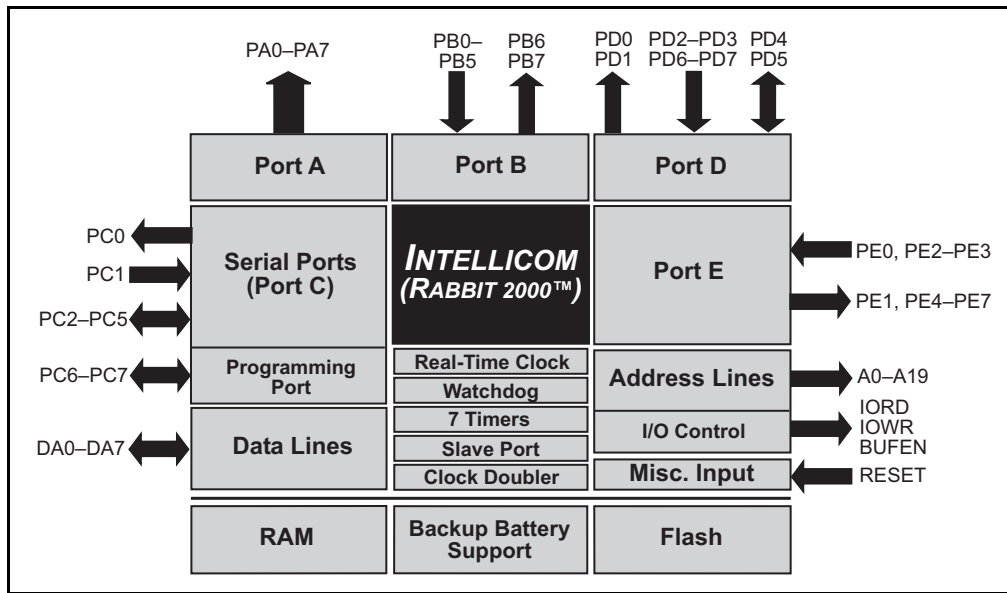 PA0–PA7
PB0–
PB5
PB6
PB7
PD0
PD1
PD2–PD3
PD6–PD7
PD4
PD5
Port A
Port B
Port D
PC0
PC1
PC2–PC5
PC6–PC7
DA0–DA7
Serial Ports
(Port C)
Programming
Port
Data Lines
INTELLICOM
(RABBIT 2000™)
Real-Time Clock
Watchdog
7 Timers
Slave Port
Clock Doubler
Port E
Address Lines
I/O Control
Misc. Input
PE0, PE2–PE3
PE1, PE4–PE7
A0–A19
IORD
IOWR
BUFEN
RESET
RAM
Backup Battery
Support
Flash